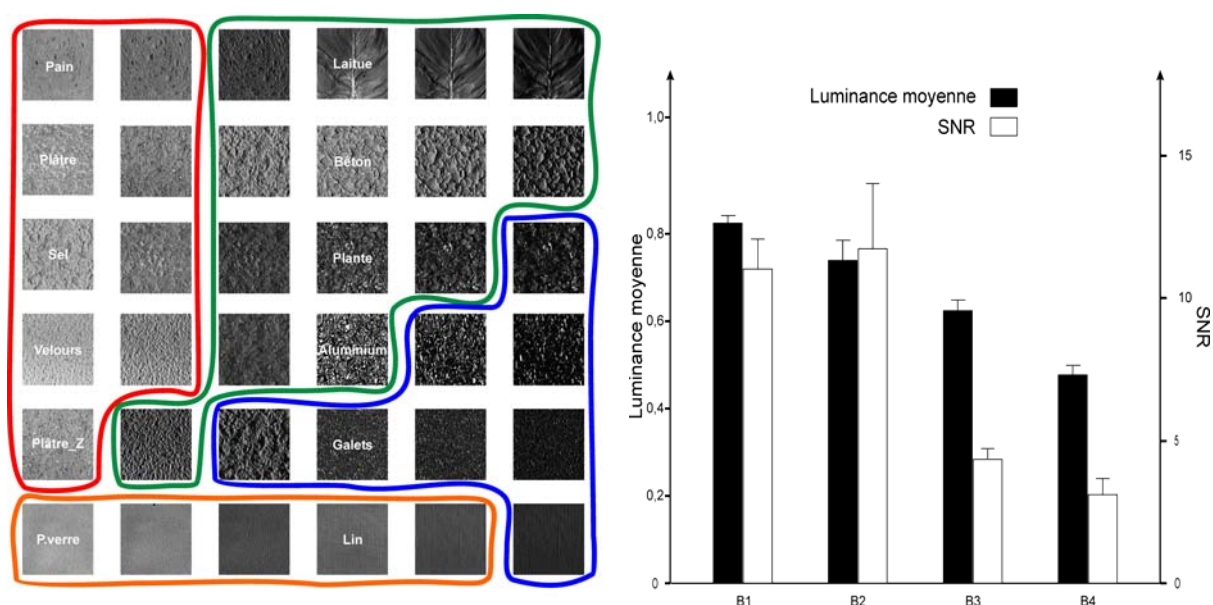 Pain
Laitue
Plâtre
Bêton
Sel
Plante
Velours
Aluminium
Plâtre_Z
Galets
P.verre
Lin
Luminance moyenne
SNR
1,0
0,8
0,6
0,4
0,2
0
Luminance moyenne
15
10
5
0
SNR
B1 B2 B3 B4